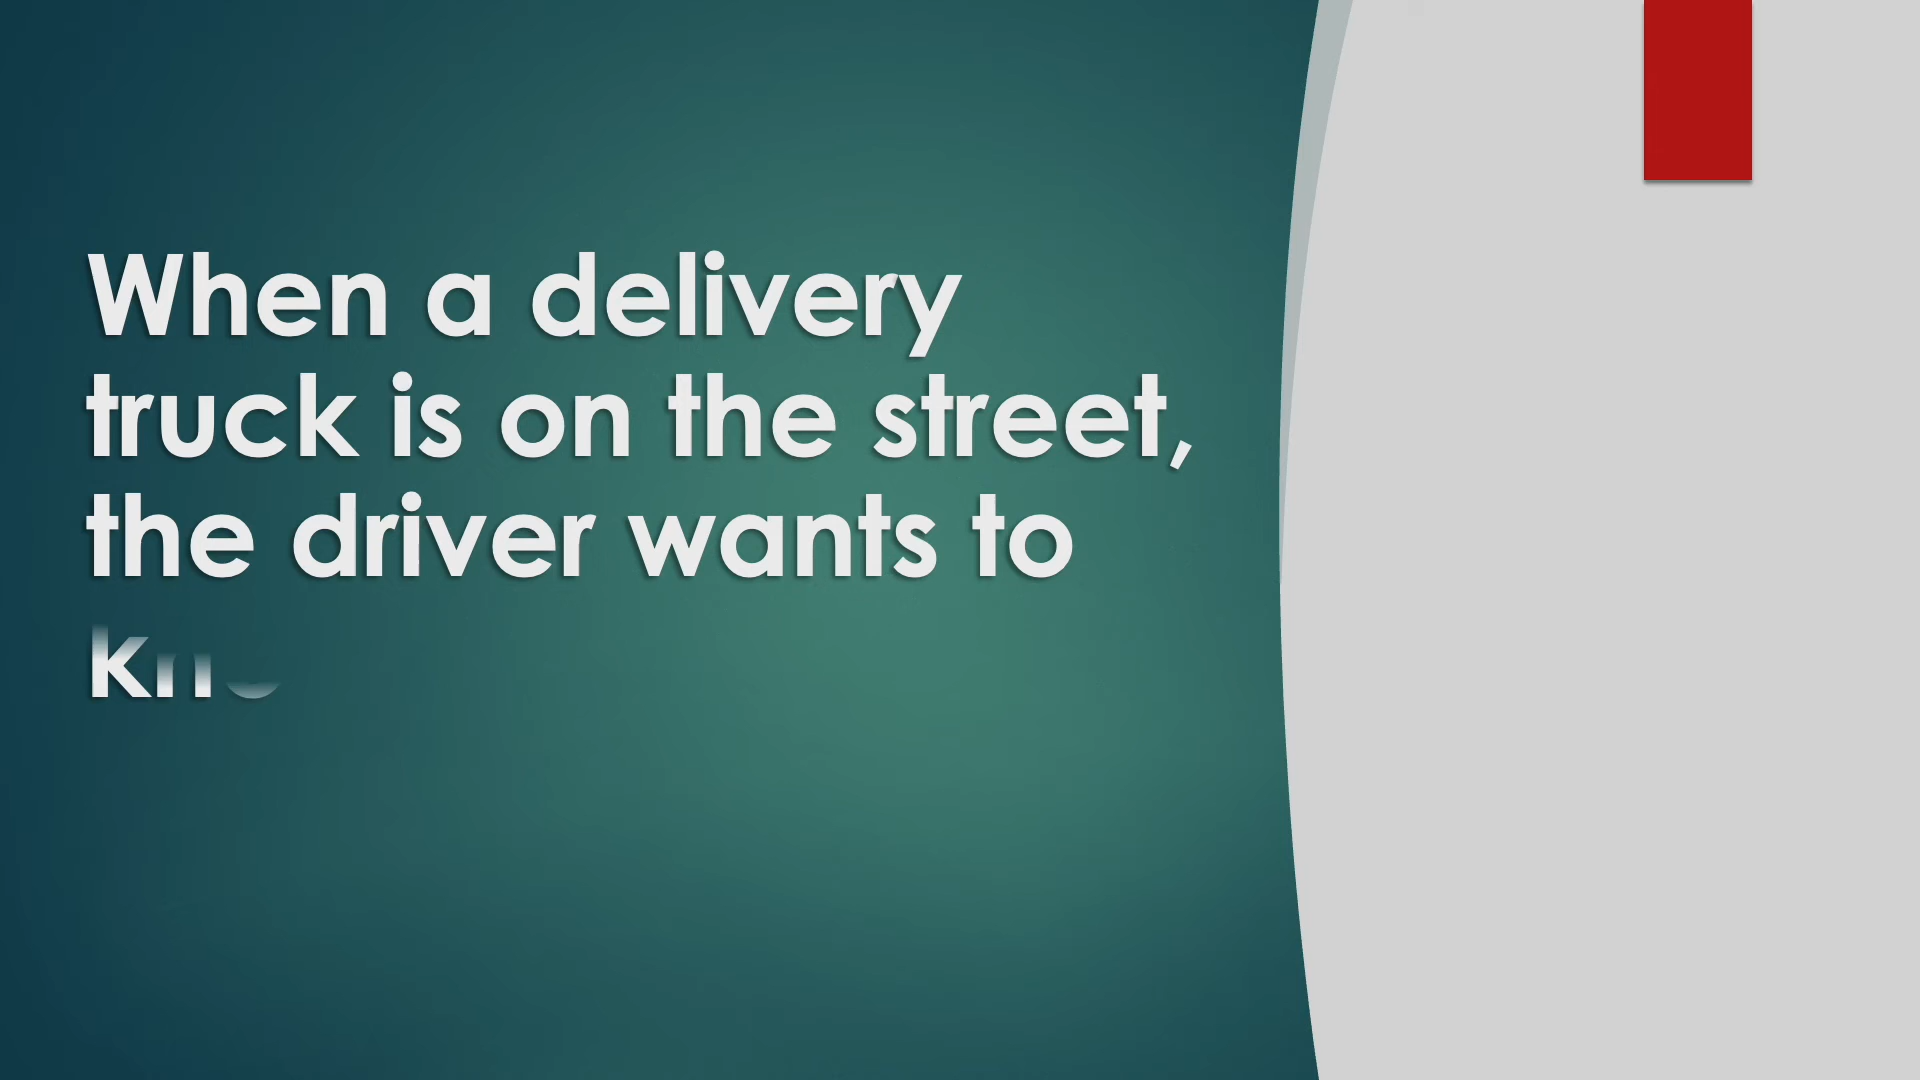 When a delivery
truck is on the street,
the driver wants to